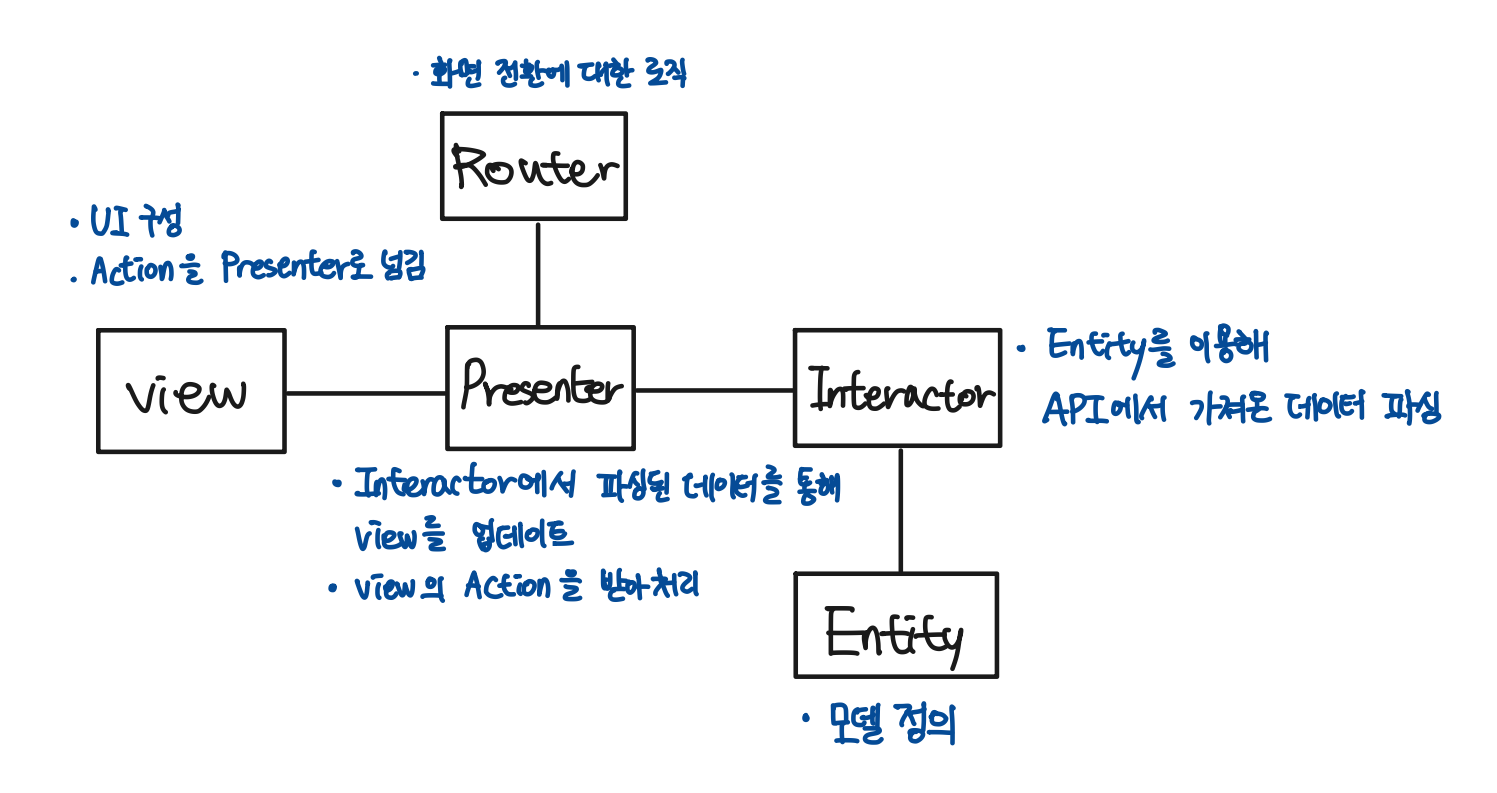 · 화면 전환에 대한 로직
Router
· UI 구성
· Action을 Presenter로 넘김
view
Presenter
Interactor
· Entity를 이용해
API에서 가져온 데이터 파싱
· Interactor에서 파싱된 데이터를 통해
view를 업데이트
· view의 Action을 받아처리
Entity
· 모델 정의